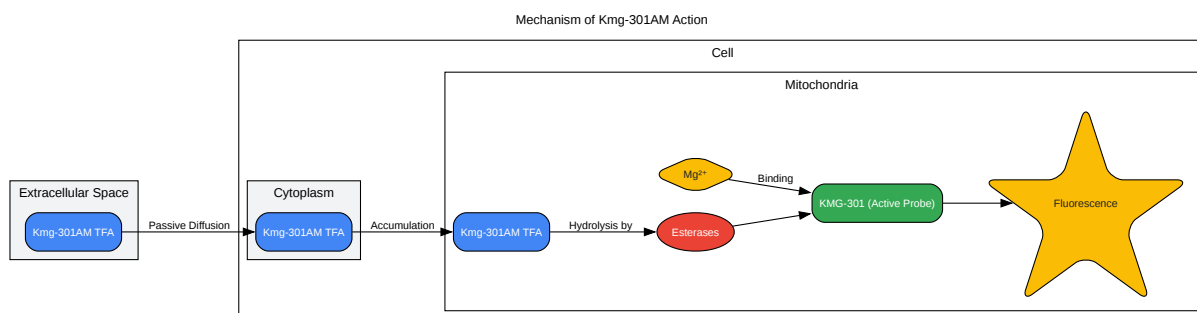 Mechanism of Kmg-301AM Action
Cell
Mitochondria
Extracellular Space
Cytoplasm
Kmg-301AM TFA
Passive Diffusion
Kmg-301AM TFA
Accumulation
Kmg-301AM TFA
Hydrolysis by
Mg²⁺
Esterases
Binding
KMG-301 (Active Probe)
Fluorescence